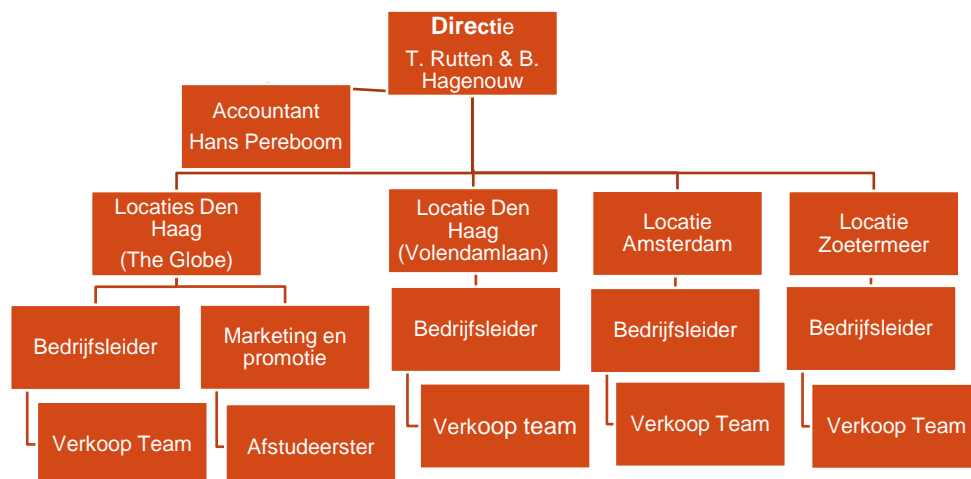 Directie
T. Rutten & B.
Hagenouw
Accountant
Hans Pereboom
Locaties Den
Haag
(The Globe)
Locatie Den
Haag
(Volendamlaan)
Locatie
Amsterdam
Locatie
Zoetermeer
Bedrijfsleider
Marketing en
promotie
Bedrijfsleider
Bedrijfsleider
Bedrijfsleider
Verkoop Team
Afstudeerster
Verkoop team
Verkoop Team
Verkoop Team